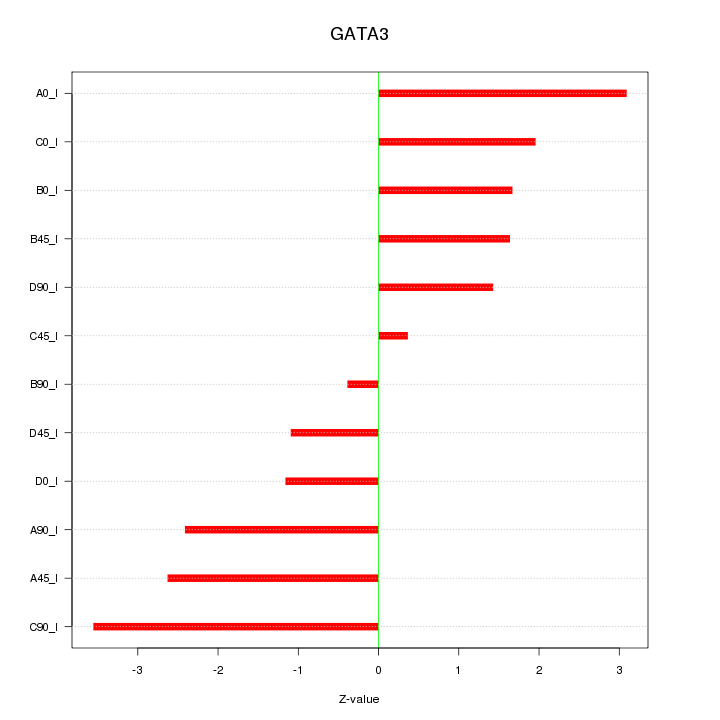 GATA3
A0_I
C0_I
B0_I
B45_I
D90_I
C45_I
B90_I
D45_I
D0_I
A90_I
A45_I
C90_I
-3 -2 -1 0 1 2 3
Z-value